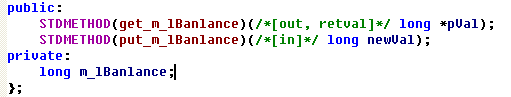 public:
STDMETHOD(get_m_lBanlance)(/*[out, retval]*/ long *pVal);
STDMETHOD(put_m_lBanlance)(/*[in]*/ long newVal);
private:
long m_lBanlance;
};